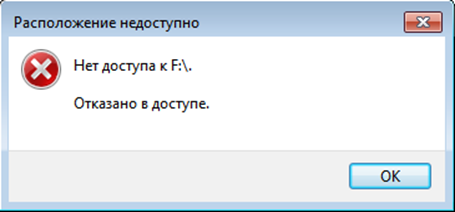 Расположение недоступно
Нет доступа к F:\.
Отказано в доступе.
OK